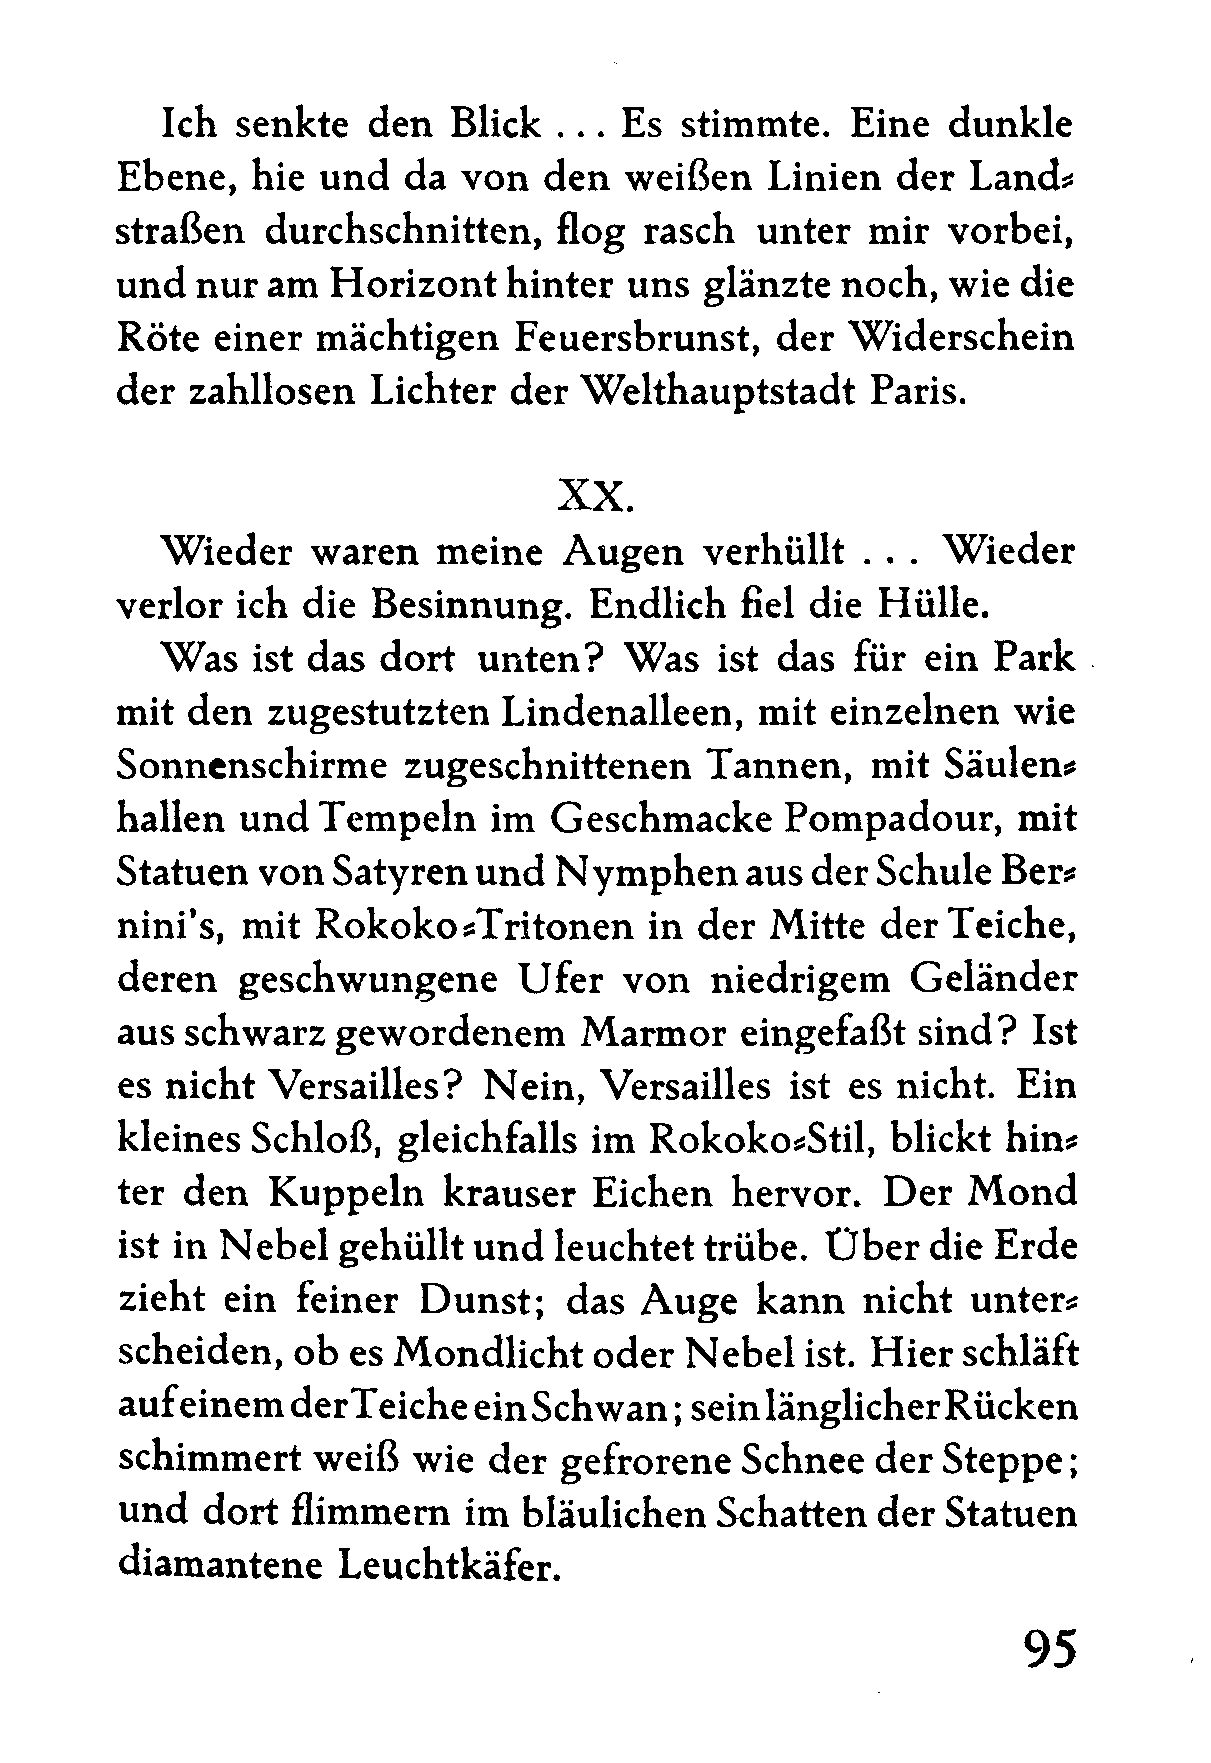 Ich senkte den Blick ... Es stimmte. Eine dunkle
Ebene, hie und da von den weißen Linien der Land⸗
straßen durchschnitten, flog rasch unter mir vorbei,
und nur am Horizont hinter uns glänzte noch, wie die
Röte einer mächtigen Feuersbrunst, der Widerschein
der zahllosen Lichter der Welthauptstadt Paris.
XX.
Wieder waren meine Augen verhüllt ... Wieder
verlor ich die Besinnung. Endlich fiel die Hülle.
Was ist das dort unten? Was ist das für ein Park
mit den zugestutzten Lindenalleen, mit einzelnen wie
Sonnenschirme zugeschnittenen Tannen, mit Säulen⸗
hallen und Tempeln im Geschmacke Pompadour, mit
Statuen von Satyren und Nymphen aus der Schule Ber⸗
nini's, mit Rokoko⸗Tritonen in der Mitte der Teiche,
deren geschwungene Ufer von niedrigem Geländer
aus schwarz gewordenem Marmor eingefaßt sind? Ist
es nicht Versailles? Nein, Versailles ist es nicht. Ein
kleines Schloß, gleichfalls im Rokoko⸗Stil, blickt hin⸗
ter den Kuppeln krauser Eichen hervor. Der Mond
ist in Nebel gehüllt und leuchtet trübe. Über die Erde
zieht ein feiner Dunst; das Auge kann nicht unter⸗
scheiden, ob es Mondlicht oder Nebel ist. Hier schläft
auf einem der Teiche ein Schwan; sein länglicher Rücken
schimmert weiß wie der gefrorene Schnee der Steppe;
und dort flimmern im bläulichen Schatten der Statuen
diamantene Leuchtkäfer.
95